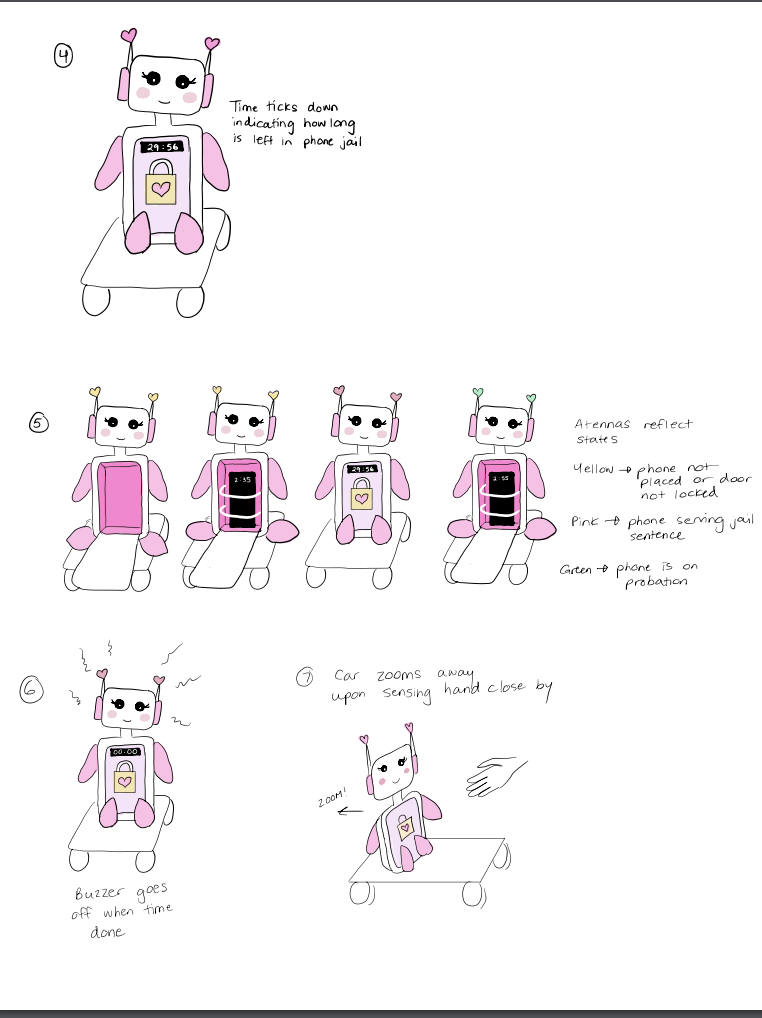 4
Time ticks down
indicating how long
is left in phone jail
29:56
5
2:35
29:56
2:55
Atennas reflect
states
Yellow → phone not
placed or door
not locked
Pink → phone serving jail
sentence
Green → phone is on
probation
6
00:00
Buzzer goes
off when time
done
7
Car zooms away
upon sensing hand close by
ZOOM!